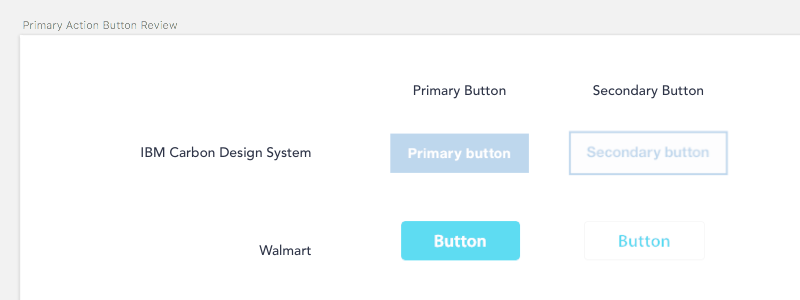 Primary Action Button Review
Primary Button Secondary Button
IBM Carbon Design System Primary button Secondary button
Walmart Button Button